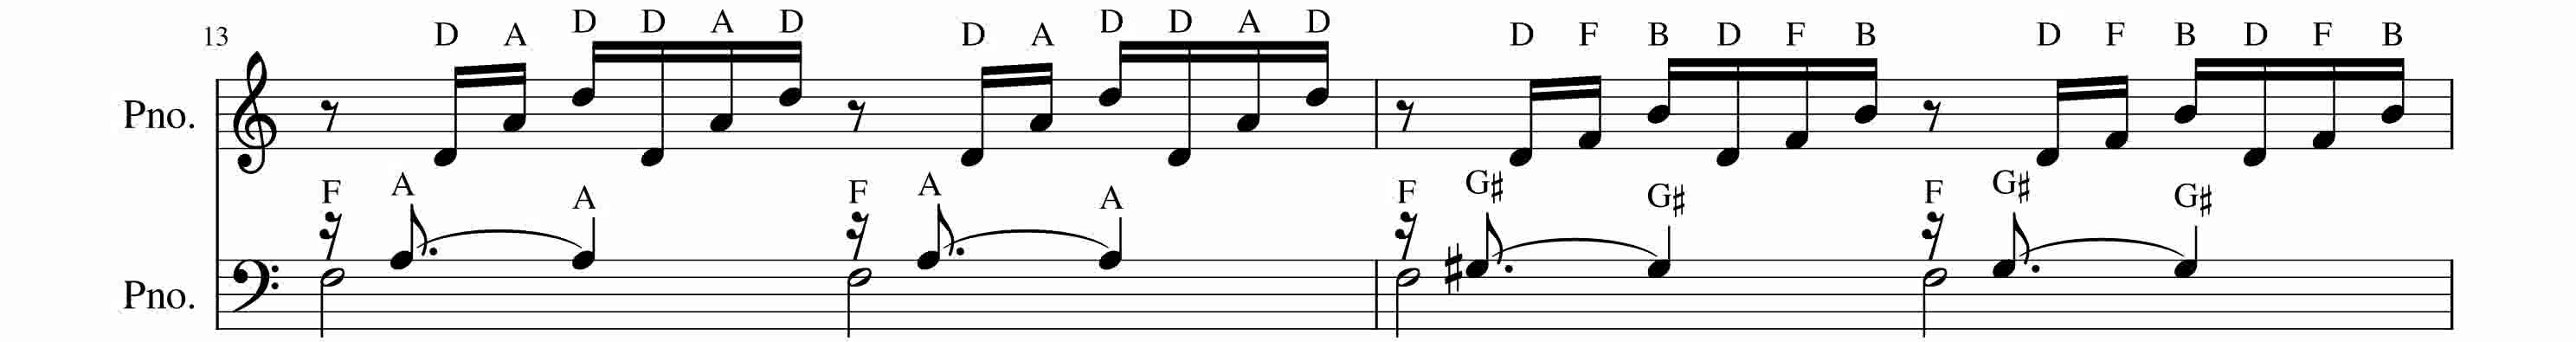 13 D A D D A D D A D D A D D F B D F B D F B D F B
Pno.
F A A F A A F G♯ G♯ F G♯ G♯
Pno.